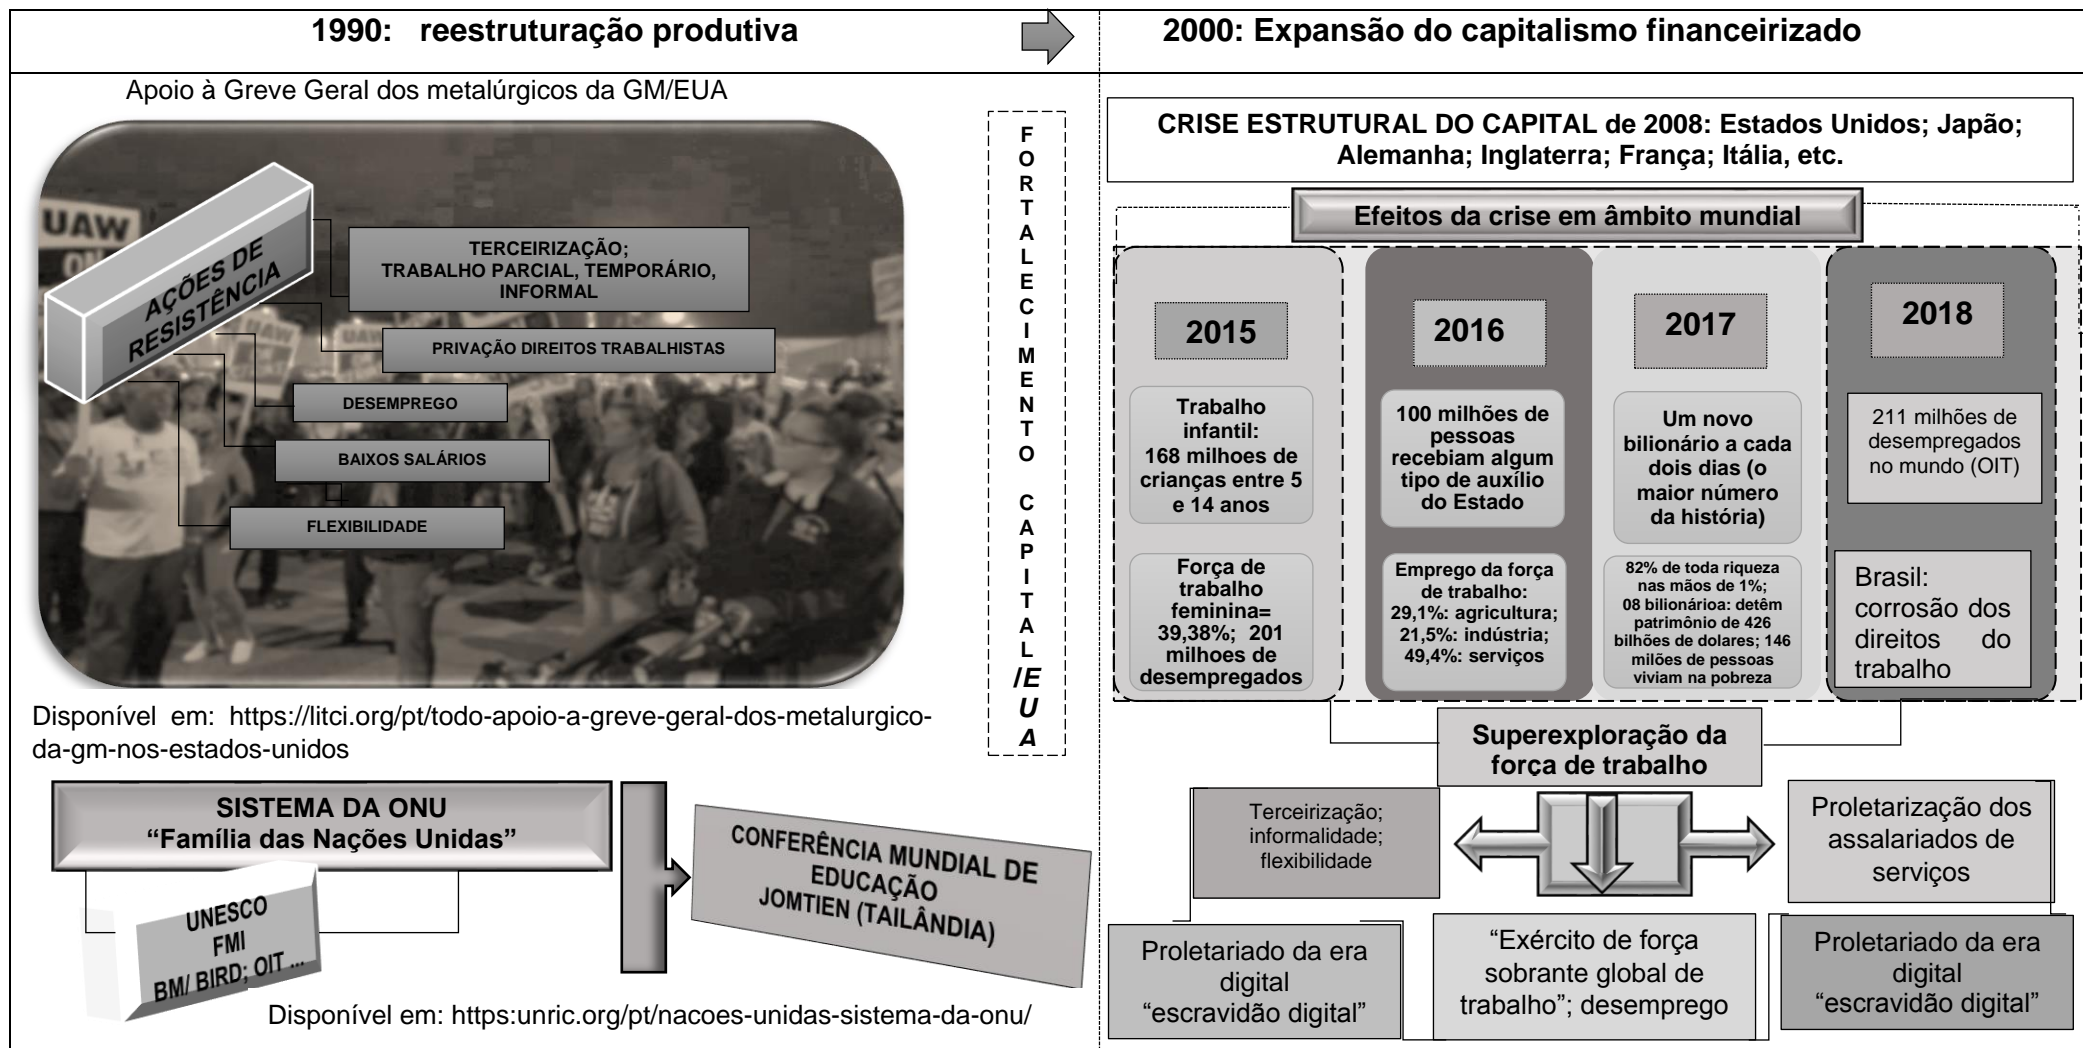 1990: reestruturação produtiva
2000: Expansão do capitalismo financeirizado
Apoio à Greve Geral dos metalúrgicos da GM/EUA
UAW
ON
UAW
UAW
AÇÕES DE
RESISTÊNCIA
TERCEIRIZAÇÃO;
TRABALHO PARCIAL, TEMPORÁRIO,
INFORMAL
PRIVAÇÃO DIREITOS TRABALHISTAS
DESEMPREGO
BAIXOS SALÁRIOS
FLEXIBILIDADE
Disponível em: https://litci.org/pt/todo-apoio-a-greve-geral-dos-metalurgico-
da-gm-nos-estados-unidos
SISTEMA DA ONU
“Família das Nações Unidas”
UNESCO
FMI
BM/ BIRD; OIT ...
CONFERÊNCIA MUNDIAL DE
EDUCAÇÃO
JOMTIEN (TAILÂNDIA)
Disponível em: https:unric.org/pt/nacoes-unidas-sistema-da-onu/
F
O
R
T
A
L
E
C
I
M
E
N
T
O
C
A
P
I
T
A
L
/E
U
A
CRISE ESTRUTURAL DO CAPITAL de 2008: Estados Unidos; Japão;
Alemanha; Inglaterra; França; Itália, etc.
Efeitos da crise em âmbito mundial
2015
Trabalho
infantil:
168 milhoes de
crianças entre 5
e 14 anos
Força de
trabalho
feminina=
39,38%; 201
milhoes de
desempregados
2016
100 milhões de
pessoas
recebiam algum
tipo de auxílio
do Estado
Emprego da força
de trabalho:
29,1%: agricultura;
21,5%: indústria;
49,4%: serviços
2017
Um novo
bilionário a cada
dois dias (o
maior número
da história)
82% de toda riqueza
nas mãos de 1%;
08 bilionárioa: detêm
patrimônio de 426
bilhões de dolares; 146
milões de pessoas
viviam na pobreza
2018
211 milhões de
desempregados
no mundo (OIT)
Brasil:
corrosão dos
direitos do
trabalho
Superexploração da
força de trabalho
Terceirização;
informalidade;
flexibilidade
Proletarização dos
assalariados de
serviços
Proletariado da era
digital
“escravidão digital”
“Exército de força
sobrante global de
trabalho”; desemprego
Proletariado da era
digital
“escravidão digital”